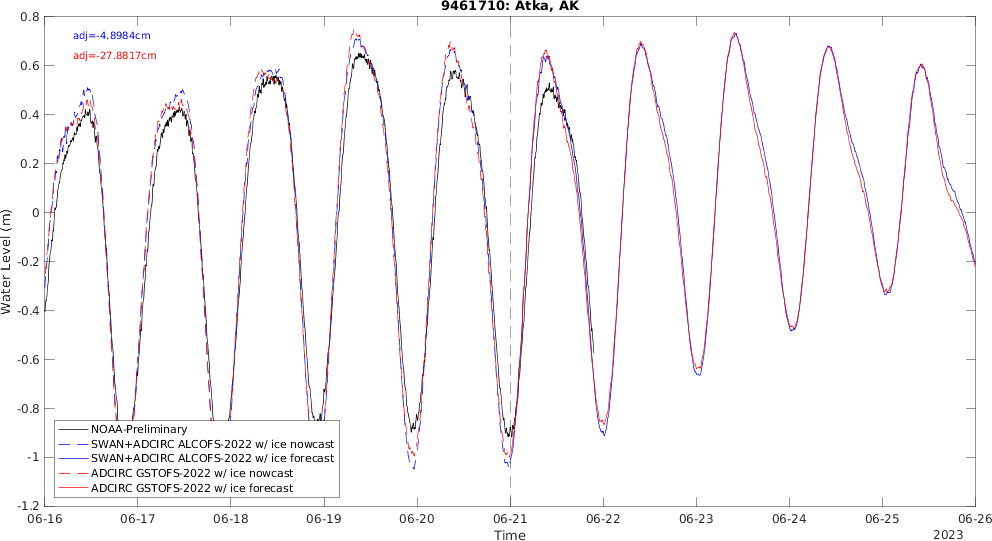 9461710: Atka, AK
adj=-4.8984cm
adj=-27.8817cm
0.8
0.6
0.4
0.2
0
-0.2
-0.4
-0.6
-0.8
-1
-1.2
Water Level (m)
NOAA-Preliminary
SWAN+ADCIRC ALCOFS-2022 w/ ice nowcast
SWAN+ADCIRC ALCOFS-2022 w/ ice forecast
ADCIRC GSTOFS-2022 w/ ice nowcast
ADCIRC GSTOFS-2022 w/ ice forecast
06-16 06-17 06-18 06-19 06-20 06-21 06-22 06-23 06-24 06-25 06-26
Time
2023